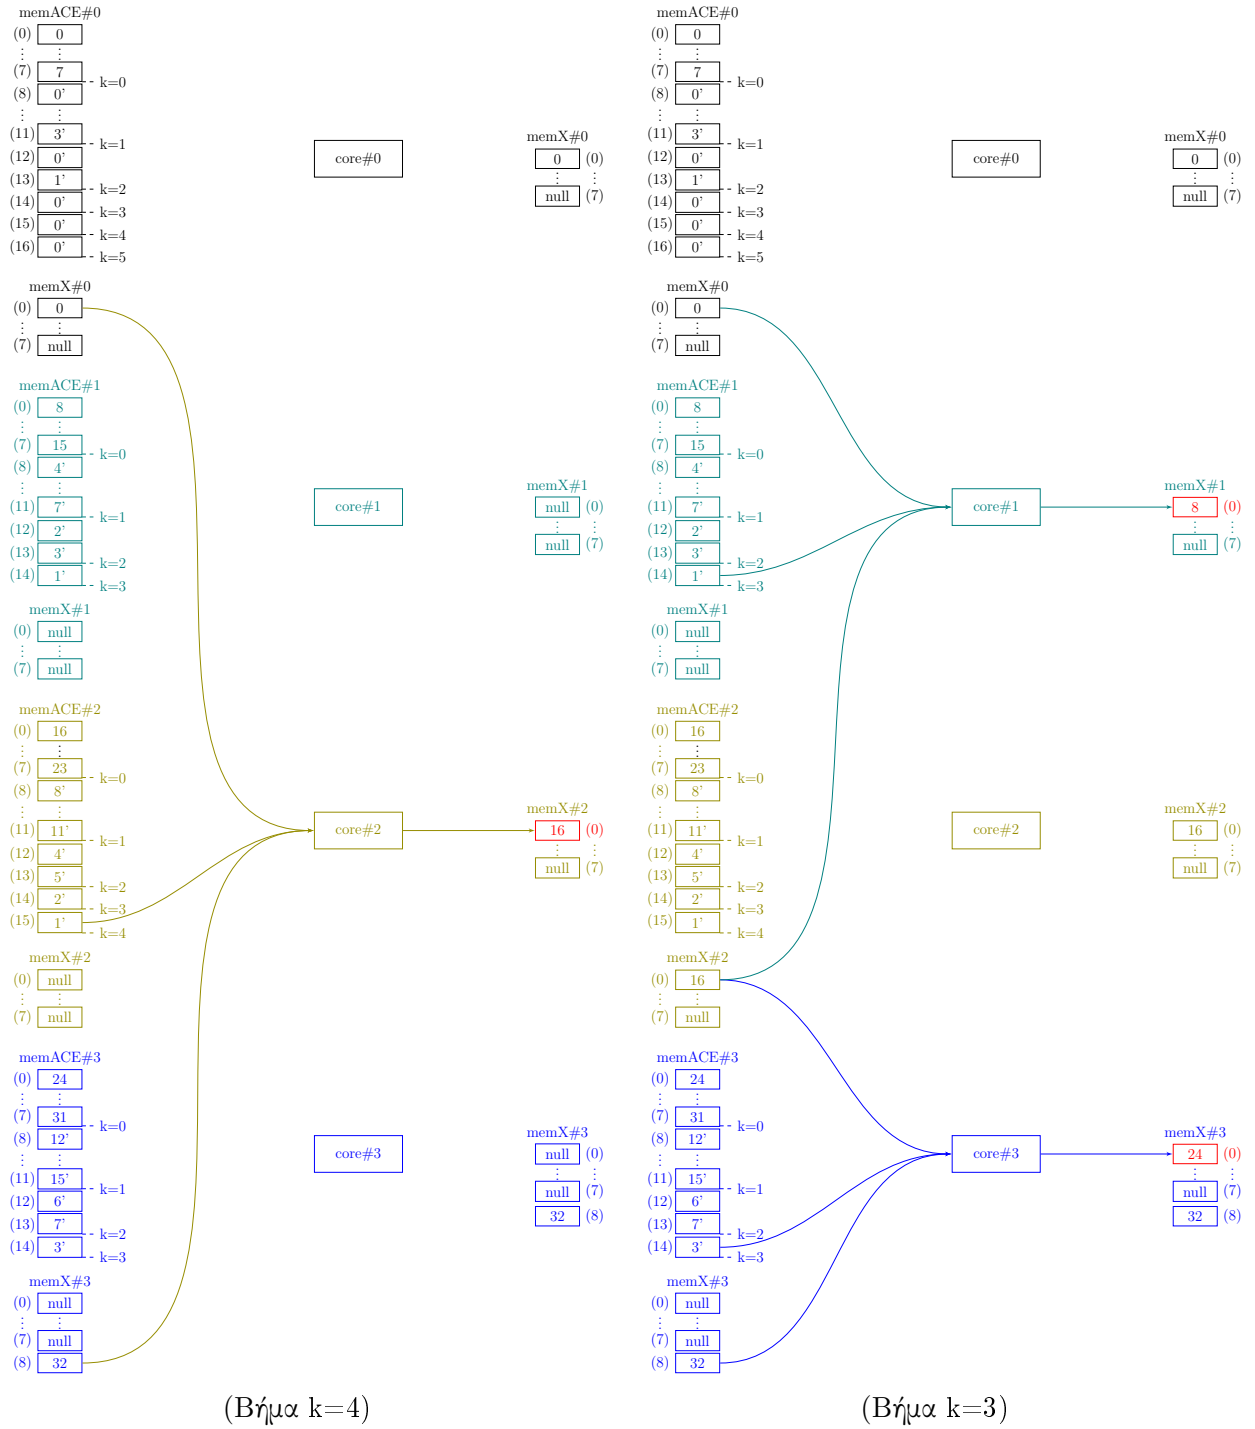 memACE#0
(0) 0
⋮ ⋮
(7) 7
k=0
(8) 0'
⋮ ⋮
(11) 3'
k=1
(12) 0'
(13) 1'
k=2
(14) 0'
k=3
(15) 0'
k=4
(16) 0'
k=5
core#0
memX#0
0 (0)
⋮ ⋮
null (7)
memX#0
(0) 0
⋮ ⋮
(7) null
memACE#1
(0) 8
⋮ ⋮
(7) 15
k=0
(8) 4'
⋮ ⋮
(11) 7'
k=1
(12) 2'
(13) 3'
k=2
(14) 1'
k=3
core#1
memX#1
null (0)
⋮ ⋮
null (7)
memX#1
(0) null
⋮ ⋮
(7) null
memACE#2
(0) 16
⋮ ⋮
(7) 23
k=0
(8) 8'
⋮ ⋮
(11) 11'
k=1
(12) 4'
(13) 5'
k=2
(14) 2'
k=3
(15) 1'
k=4
core#2
memX#2
16 (0)
⋮ ⋮
null (7)
memX#2
(0) null
⋮ ⋮
(7) null
memACE#3
(0) 24
⋮ ⋮
(7) 31
k=0
(8) 12'
⋮ ⋮
(11) 15'
k=1
(12) 6'
(13) 7'
k=2
(14) 3'
k=3
core#3
memX#3
null (0)
⋮ ⋮
null (7)
32 (8)
memX#3
(0) null
⋮ ⋮
(7) null
(8) 32
(Βήμα k=4)
memACE#0
(0) 0
⋮ ⋮
(7) 7
k=0
(8) 0'
⋮ ⋮
(11) 3'
k=1
(12) 0'
(13) 1'
k=2
(14) 0'
k=3
(15) 0'
k=4
(16) 0'
k=5
core#0
memX#0
0 (0)
⋮ ⋮
null (7)
memX#0
(0) 0
⋮ ⋮
(7) null
memACE#1
(0) 8
⋮ ⋮
(7) 15
k=0
(8) 4'
⋮ ⋮
(11) 7'
k=1
(12) 2'
(13) 3'
k=2
(14) 1'
k=3
core#1
memX#1
8 (0)
⋮ ⋮
null (7)
memX#1
(0) null
⋮ ⋮
(7) null
memACE#2
(0) 16
⋮ ⋮
(7) 23
k=0
(8) 8'
⋮ ⋮
(11) 11'
k=1
(12) 4'
(13) 5'
k=2
(14) 2'
k=3
(15) 1'
k=4
core#2
memX#2
16 (0)
⋮ ⋮
null (7)
memX#2
(0) 16
⋮ ⋮
(7) null
memACE#3
(0) 24
⋮ ⋮
(7) 31
k=0
(8) 12'
⋮ ⋮
(11) 15'
k=1
(12) 6'
(13) 7'
k=2
(14) 3'
k=3
core#3
memX#3
24 (0)
⋮ ⋮
null (7)
32 (8)
memX#3
(0) null
⋮ ⋮
(7) null
(8) 32
(Βήμα k=3)